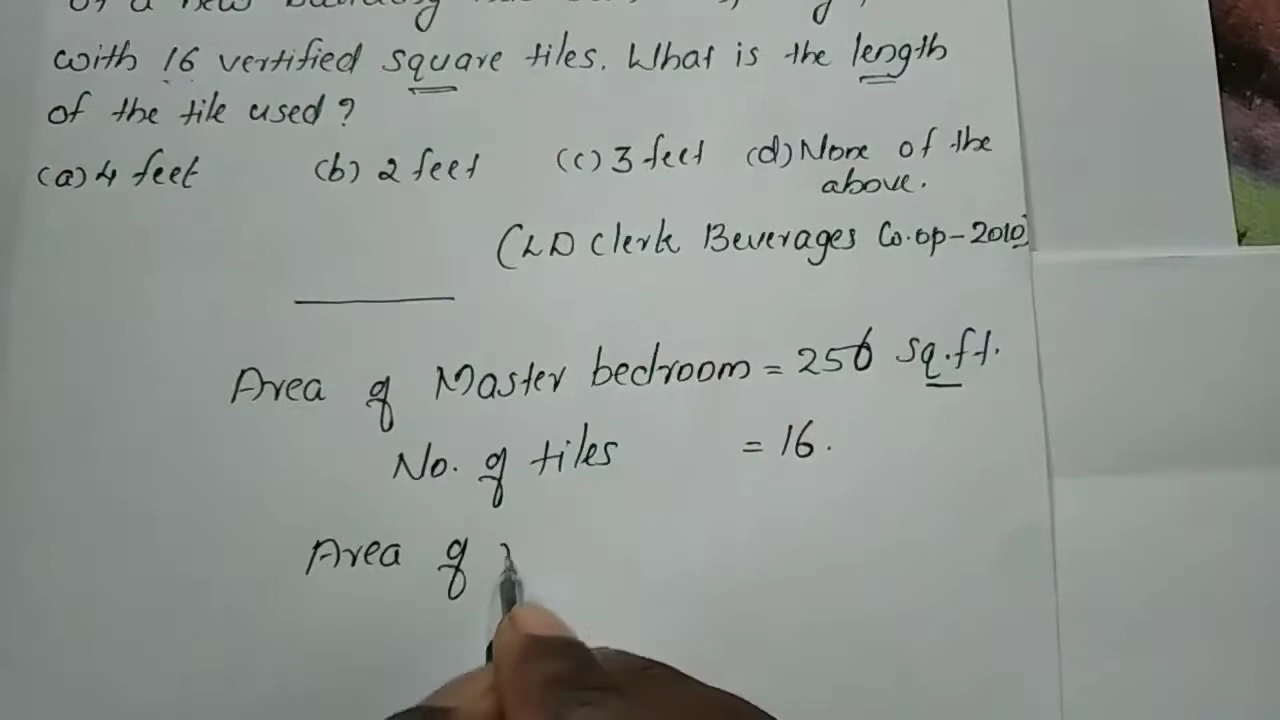 of a new
with 16 vertified square tiles. What is the length
of the tile used?
(a) 4 feet (b) 2 feet (c) 3 feet (d) None of the
above.
(LD Clerk Beverages Co.op-2010)
Area of Master bedroom = 256 sq.ft.
No. of tiles = 16.
Area of